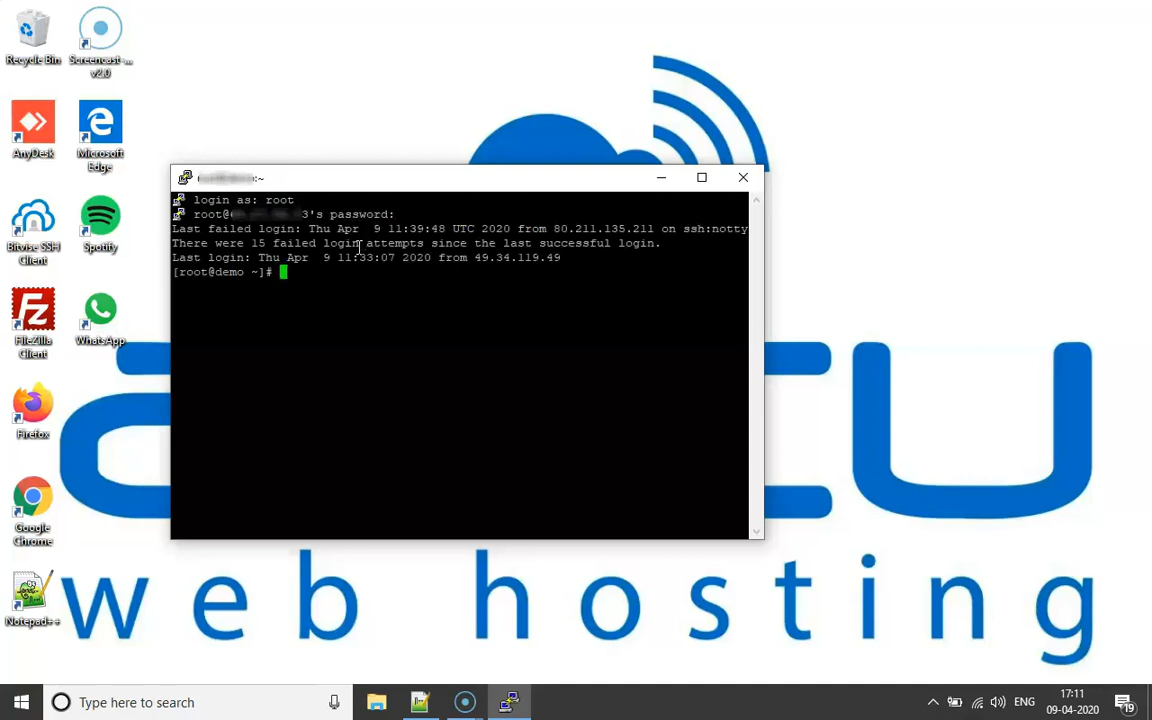 Recycle Bin
Screencast-...
v2.0
AnyDesk
Microsoft
Edge
Bitvise SSH
Client
Spotify
FileZilla
Client
WhatsApp
Firefox
Google
Chrome
Notepad++
:~
login as: root
root@ 3's password:
Last failed login: Thu Apr  9 11:39:48 UTC 2020 from 80.211.135.211 on ssh:notty
There were 15 failed login attempts since the last successful login.
Last login: Thu Apr  9 11:33:07 2020 from 49.34.119.49
[root@demo ~]#
web hosting
Type here to search
ENG
17:11
09-04-2020
19